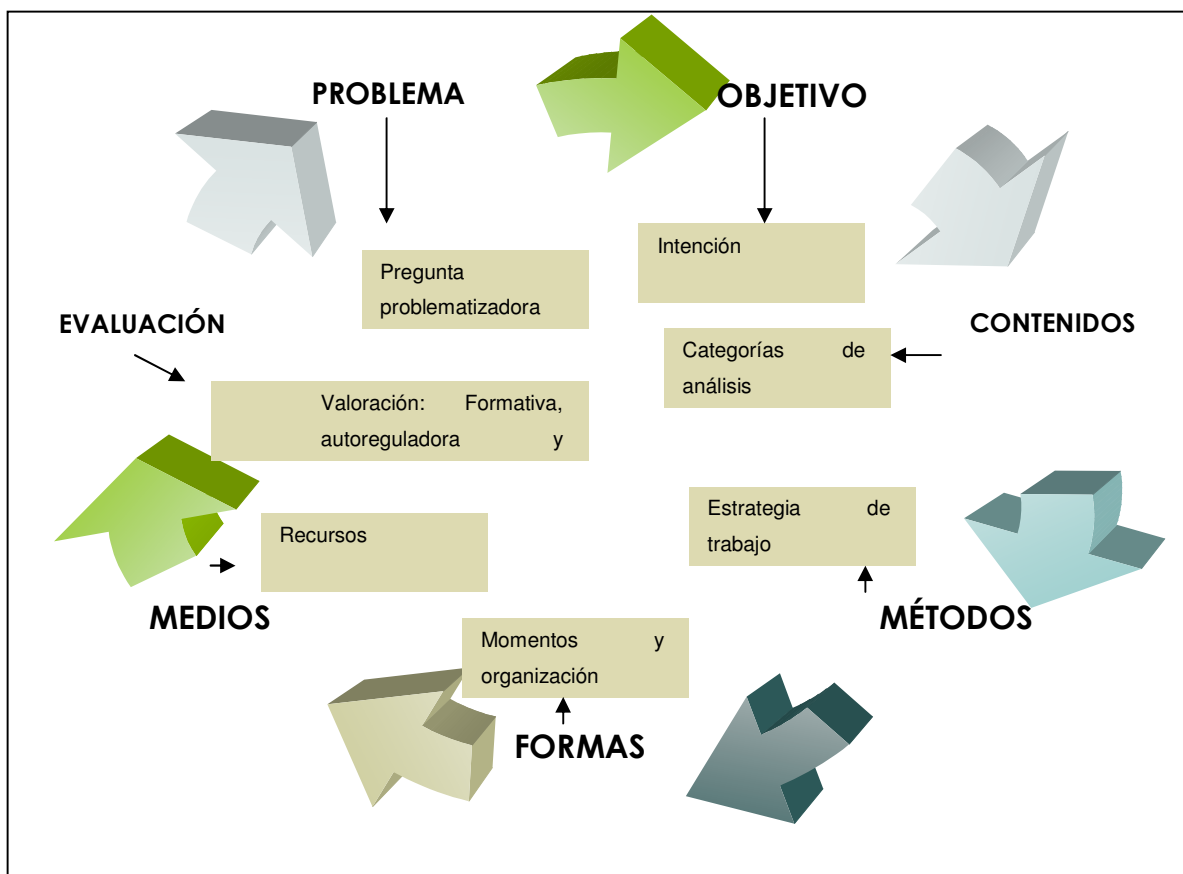 PROBLEMA
OBJETIVO
Pregunta
problematizadora
Intención
EVALUACIÓN
CONTENIDOS
Categorías de
análisis
Valoración: Formativa,
autoreguladora y
Estrategia de
trabajo
Recursos
MEDIOS
MÉTODOS
Momentos y
organización
FORMAS